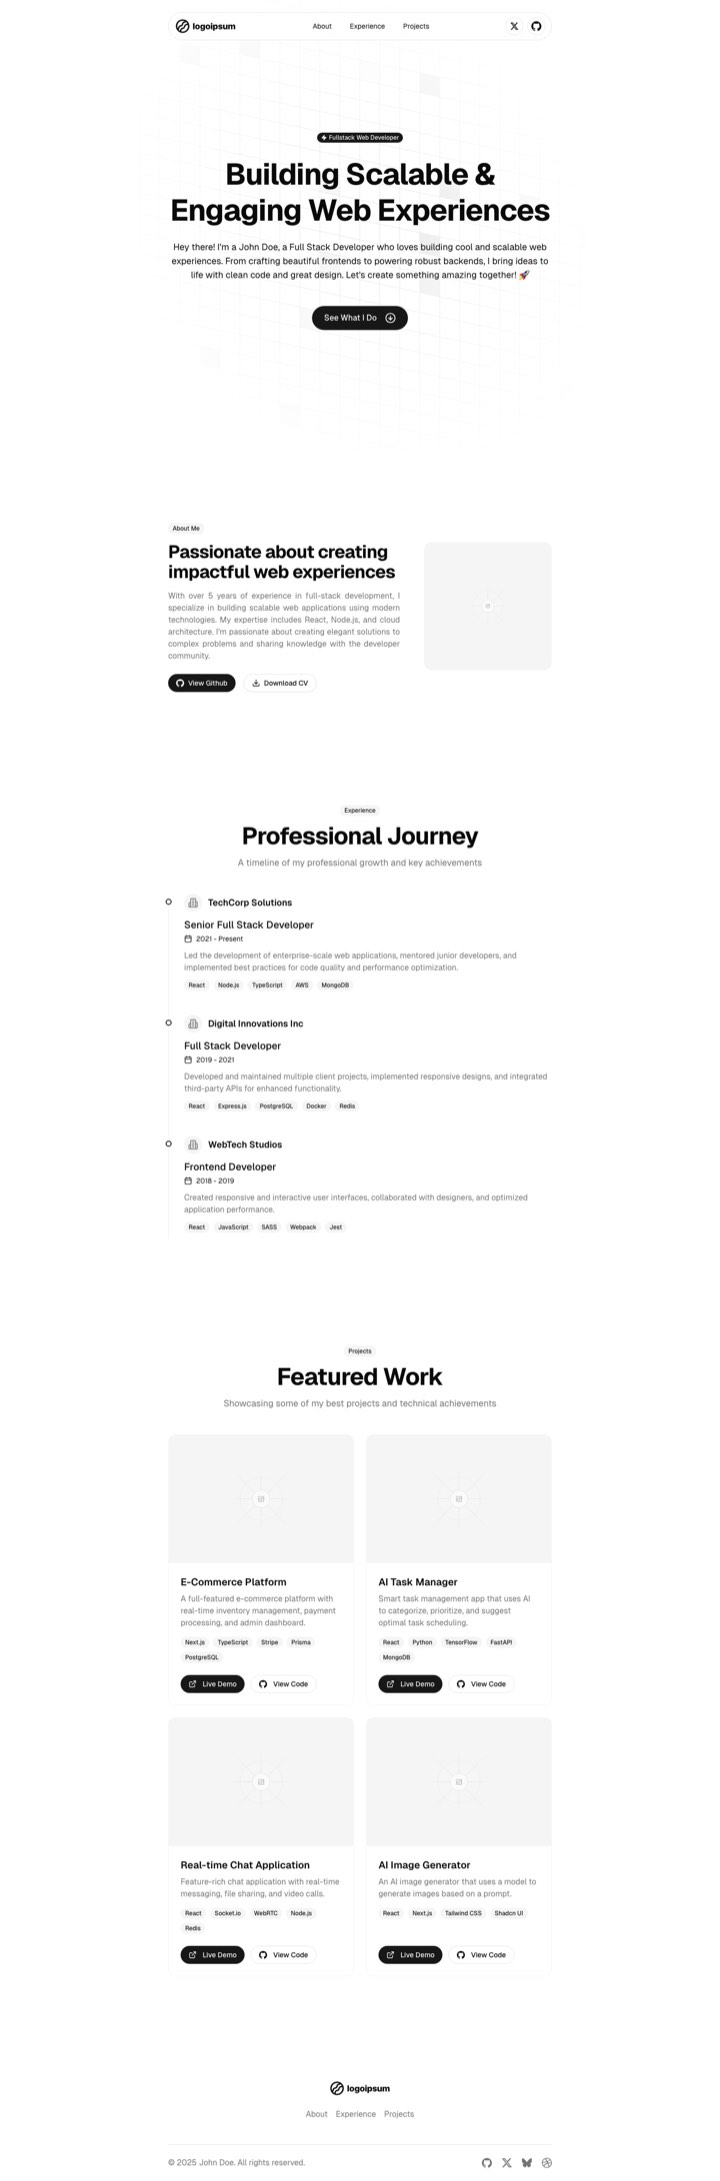 logoipsum
About Experience Projects
Fullstack Web Developer
Building Scalable &
Engaging Web Experiences
Hey there! I'm a John Doe, a Full Stack Developer who loves building cool and scalable web
experiences. From crafting beautiful frontends to powering robust backends, I bring ideas to
life with clean code and great design. Let's create something amazing together! 🚀
See What I Do
About Me
Passionate about creating
impactful web experiences
With over 5 years of experience in full-stack development, I
specialize in building scalable web applications using modern
technologies. My expertise includes React, Node.js, and cloud
architecture. I'm passionate about creating elegant solutions to
complex problems and sharing knowledge with the developer
community.
View Github Download CV
Experience
Professional Journey
A timeline of my professional growth and key achievements
TechCorp Solutions
Senior Full Stack Developer
2021 - Present
Led the development of enterprise-scale web applications, mentored junior developers, and
implemented best practices for code quality and performance optimization.
React Node.js TypeScript AWS MongoDB
Digital Innovations Inc
Full Stack Developer
2019 - 2021
Developed and maintained multiple client projects, implemented responsive designs, and integrated
third-party APIs for enhanced functionality.
React Express.js PostgreSQL Docker Redis
WebTech Studios
Frontend Developer
2018 - 2019
Created responsive and interactive user interfaces, collaborated with designers, and optimized
application performance.
React JavaScript SASS Webpack Jest
Projects
Featured Work
Showcasing some of my best projects and technical achievements
E-Commerce Platform
A full-featured e-commerce platform with
real-time inventory management, payment
processing, and admin dashboard.
Next.js TypeScript Stripe Prisma
PostgreSQL
Live Demo View Code
AI Task Manager
Smart task management app that uses AI
to categorize, prioritize, and suggest
optimal task scheduling.
React Python TensorFlow FastAPI
MongoDB
Live Demo View Code
Real-time Chat Application
Feature-rich chat application with real-time
messaging, file sharing, and video calls.
React Socket.io WebRTC Node.js
Redis
Live Demo View Code
AI Image Generator
An AI image generator that uses a model to
generate images based on a prompt.
React Next.js Tailwind CSS Shadcn UI
Live Demo View Code
logoipsum
About Experience Projects
© 2025 John Doe. All rights reserved.